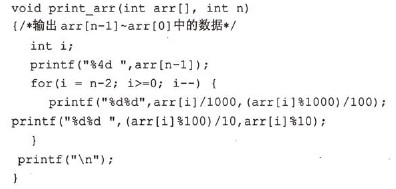 void print_arr(int arr[], int n)
{/*输出arr[n-1]~arr[0]中的数据*/
int i;
printf("%4d ",arr[n-1]);
for(i = n-2; i>=0; i--) {
printf("%d%d",arr[i]/1000,(arr[i]%1000)/100);
printf("%d%d ",(arr[i]%100)/10,arr[i]%10);
}
printf("\n");
}